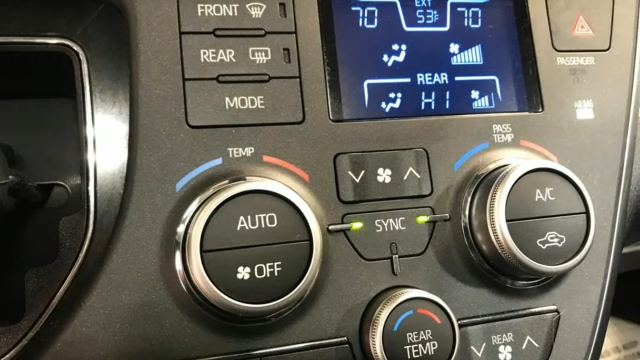 FRONT
REAR
MODE
EXT
70 53°F 70
REAR
HI
PASSENGER
AIRBAG
TEMP
PASS TEMP
AUTO
OFF
SYNC
A/C
REAR
TEMP
REAR